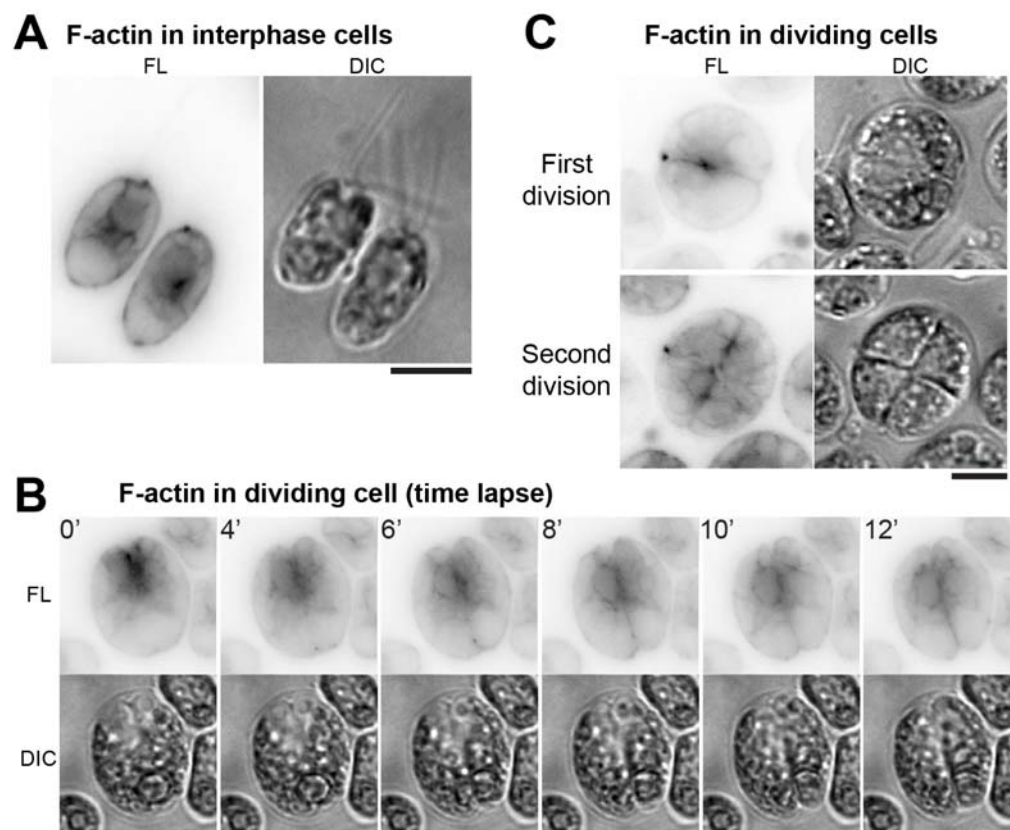 A F-actin in interphase cells
FL DIC
C F-actin in dividing cells
FL DIC
First
division
Second
division
B F-actin in dividing cell (time lapse)
0’ 4’ 6’ 8’ 10’ 12’
FL
DIC